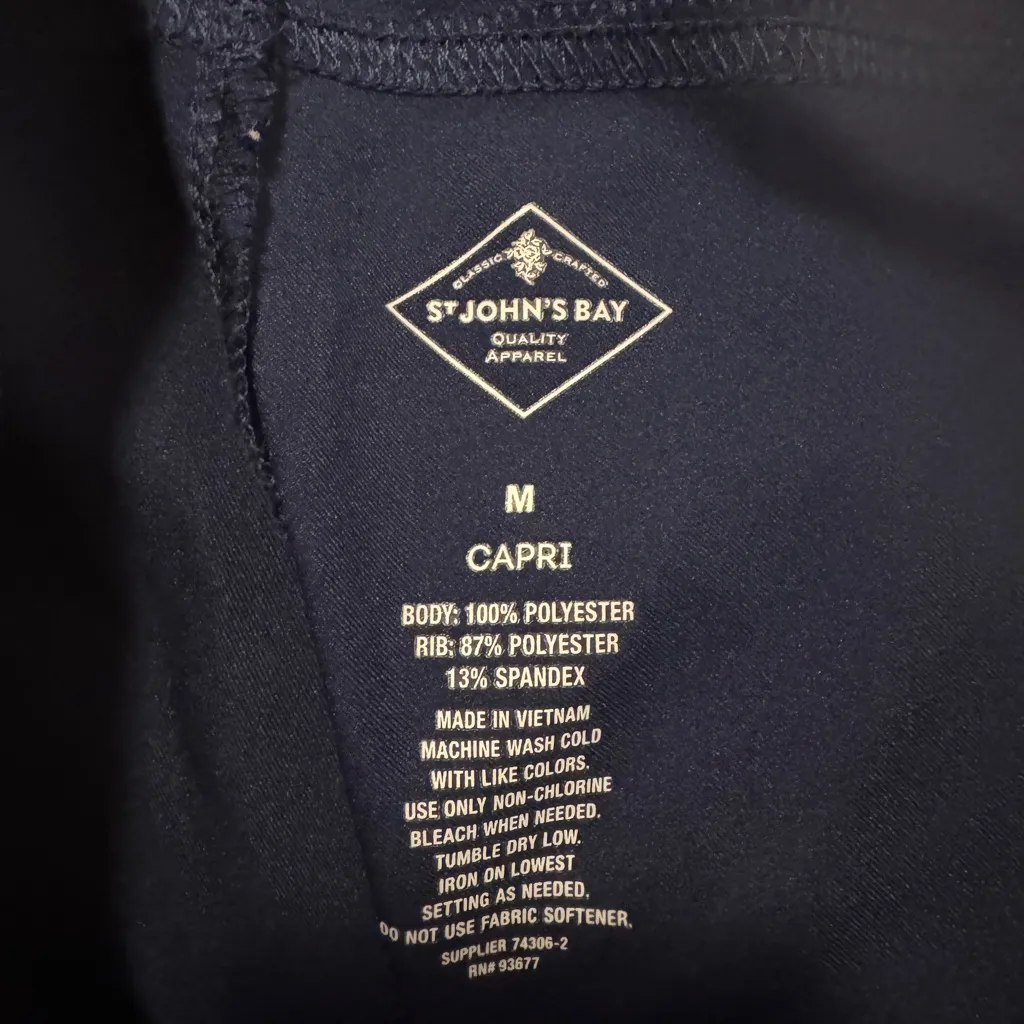 CLASSIC CRAFTED
ST JOHN'S BAY
QUALITY
APPAREL
M
CAPRI
BODY: 100% POLYESTER
RIB: 87% POLYESTER
13% SPANDEX
MADE IN VIETNAM
MACHINE WASH COLD
WITH LIKE COLORS.
USE ONLY NON-CHLORINE
BLEACH WHEN NEEDED.
TUMBLE DRY LOW.
IRON ON LOWEST
SETTING AS NEEDED.
DO NOT USE FABRIC SOFTENER.
SUPPLIER 74306-2
RN# 93677